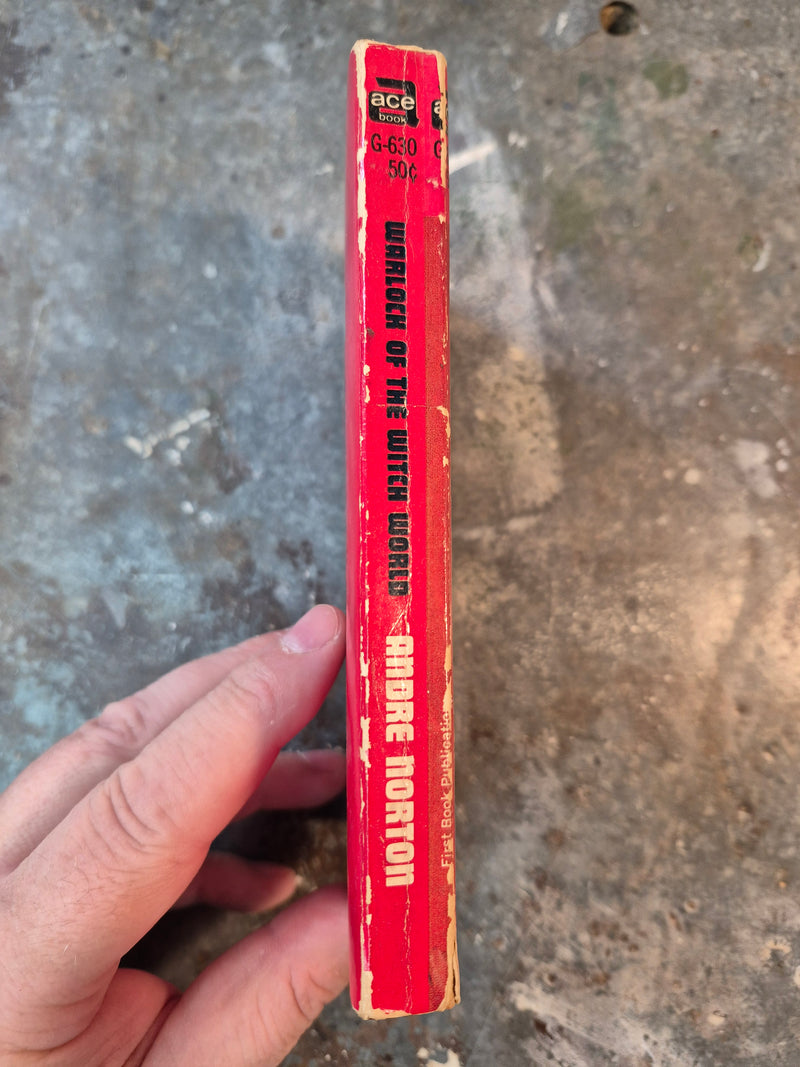 ace
book
G-630
50¢
WARLOCK OF THE WITCH WORLD
ANDRE NORTON
a
G
First Book Publication